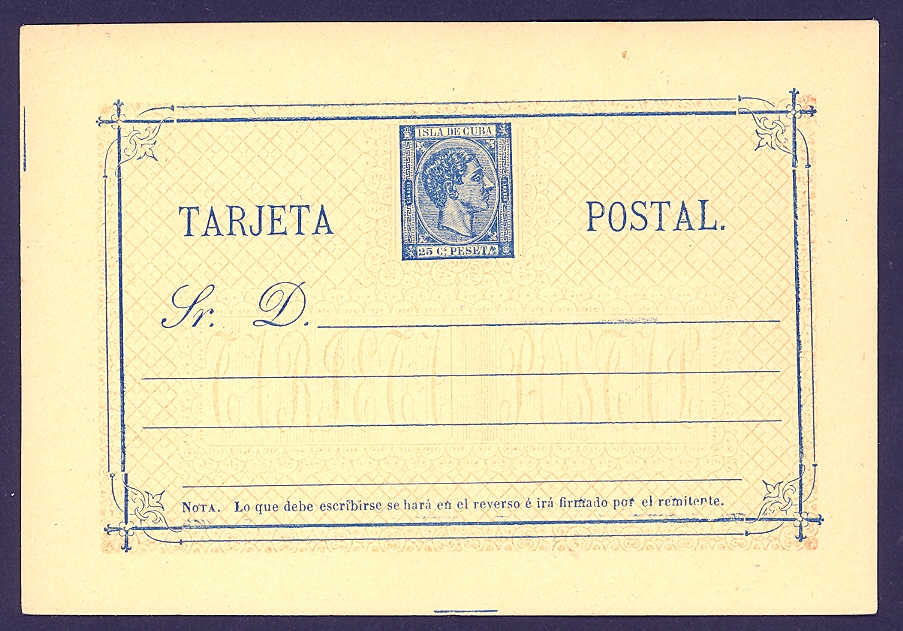 ISLA DE CUBA
25 Cs PESETA
TARJETA POSTAL.
Sr. D.
NOTA. Lo que debe escribirse se hará en el reverso é irá firmado por el remitente.